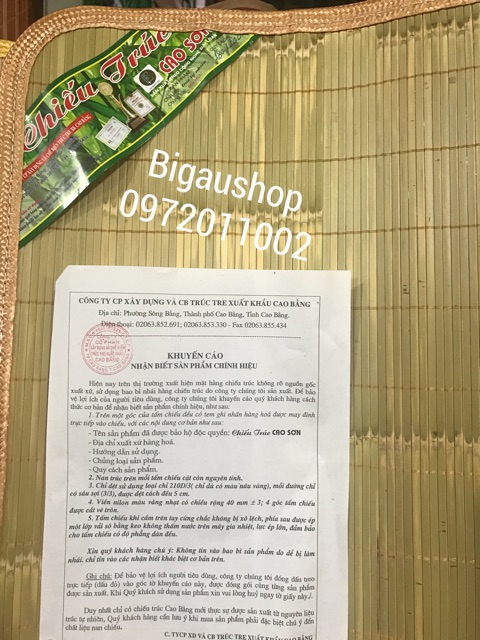 Chiếu Trúc
CAO SƠN
Bigaushop
0972011002
CÔNG TY CP XÂY DỰNG VÀ CB TRÚC TRE XUẤT KHẨU CAO BẰNG
Địa chỉ: Phường Sông Bằng, Thành phố Cao Bằng, Tỉnh Cao Bằng.
Điện thoại: 02063.852.691; 02063.853.330 - Fax 02063.855.434
KHUYẾN CÁO
NHẬN BIẾT SẢN PHẨM CHÍNH HIỆU
Hiện nay trên thị trường xuất hiện mặt hàng chiếu trúc không rõ nguồn gốc
xuất xứ, sử dụng bao bì nhái hàng chiếu trúc do công ty chúng tôi sản xuất. Để bảo
vệ lợi ích của người tiêu dùng, công ty chúng tôi khuyến cáo quý khách hàng cách
thức cơ bản để nhận biết sản phẩm chính hiệu, như sau:
1. Trên một góc của tấm chiếu đều có tem ghi nhãn hàng hoá được may đính
trực tiếp vào chiếu, với các nội dung cơ bản như sau:
- Tên sản phẩm đã được bảo hộ độc quyền: Chiếu Trúc CAO SƠN
- Địa chỉ xuất xứ hàng hoá.
- Hướng dẫn sử dụng.
- Chủng loại sản phẩm.
- Quy cách sản phẩm.
2. Nan trúc trên mỗi tấm chiếu cật còn nguyên tinh.
3. Chỉ dệt sử dụng loại chỉ 210D/3( chỉ dù có màu nâu vàng), mỗi đường chỉ
có sáu sợi (3/3), được dệt cách đều 5 cm.
4. Viền nilon màu vàng nhạt có chiều rộng 40 mm ± 3; 4 góc tấm chiếu
được cắt vê tròn.
5. Tấm chiếu khi cầm trên tay cứng chắc không bị xô lệch, phía sau được ép
một lớp vải xô bằng keo không thấm nước trên máy gia nhiệt, lực ép lớn, đảm bảo
cho tấm chiếu có độ phẳng dàn đều.
Xin quý khách hàng chú ý: Không tin vào bao bì sản phẩm do dễ bị làm
nhái. chỉ tin vào các nhận biết khác biệt cơ bản trên.
Ghi chú: Để bảo vệ lợi ích người tiêu dùng, công ty chúng tôi đóng dấu treo
trực tiếp (dấu đỏ) vào góc tờ khuyến cáo này, được đóng gói cùng từng sản phẩm
được sản xuất. Khi Quý khách sử dụng sản phẩm xin vui lòng huỷ ngay tờ giấy này./.
Duy nhất chỉ có chiếu trúc Cao Bằng mới thực sự được sản xuất từ nguyên liệu
trúc tự nhiên, Quý khách hàng cần lưu ý khi mua sản phẩm phải đặc biệt chú ý đến
chất liệu nan chiếu.
C. TYCP XD VÀ CB TRÚC TRE XUẤT KHẨU CAO BẰNG